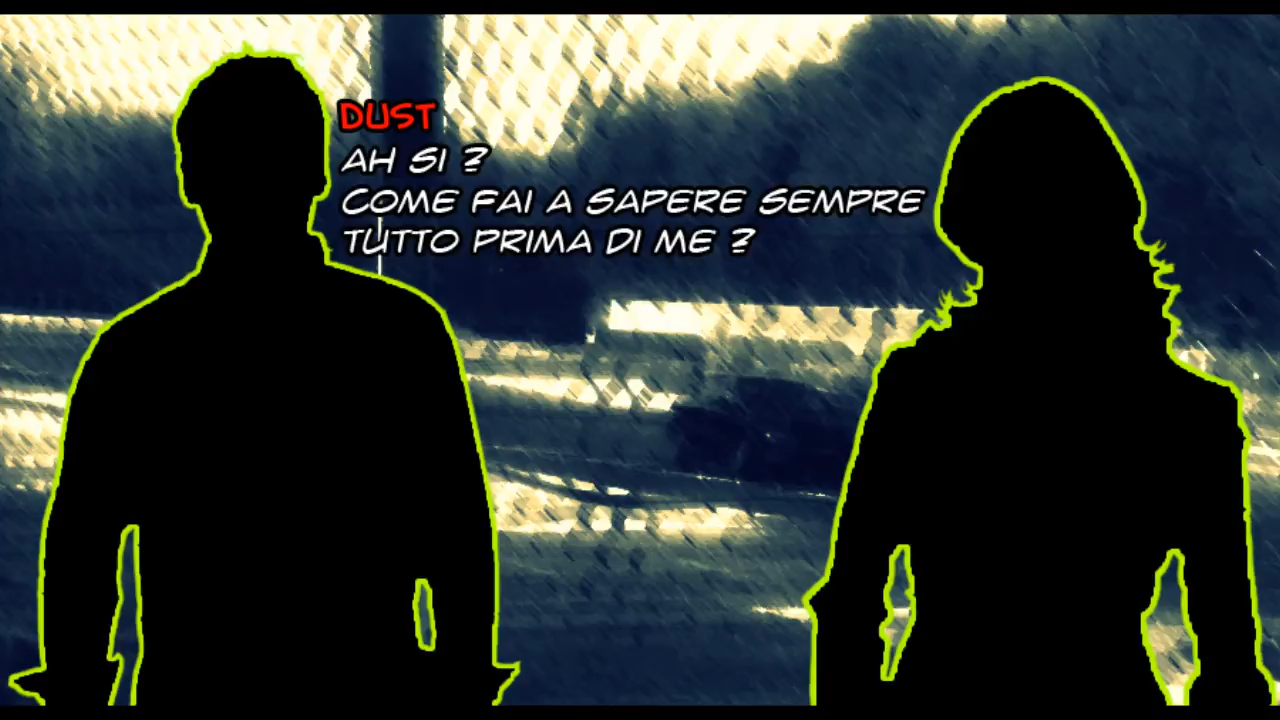 DUST
AH SI ?
COME FAI A SAPERE SEMPRE
TUTTO PRIMA DI ME ?